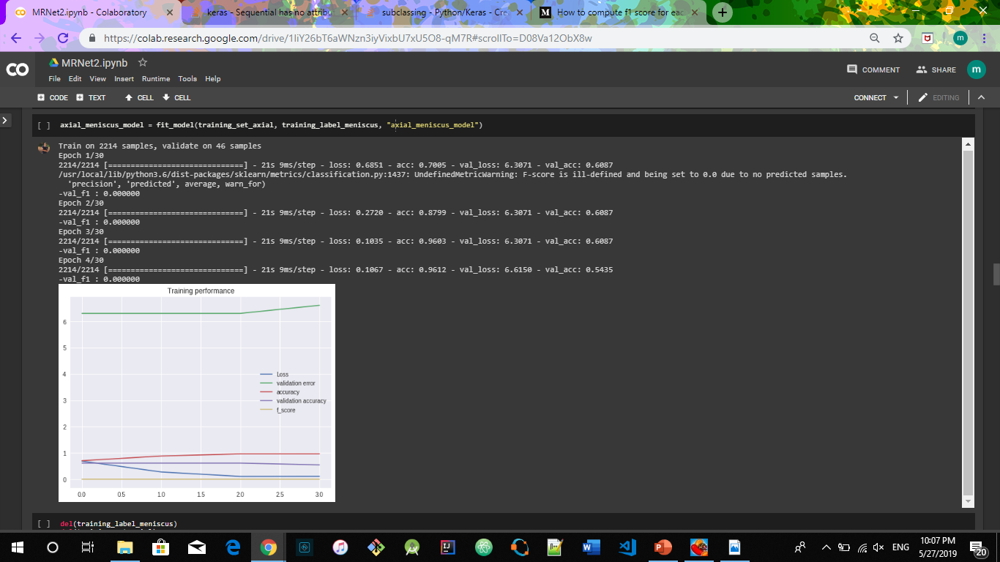 MRNet2.ipynb - Colaboratory
keras - Sequential has no attribu
subclassing - Python/Keras - Cre
M
How to compute f1 score for eac
https://colab.research.google.com/drive/1liY26bT6aWNzn3iyVixbU7xU5O8-qM7R#scrollTo=D08Va12ObX8w
m
CO
MRNet2.ipynb
File Edit View Insert Runtime Tools Help
COMMENT
SHARE
m
CODE TEXT CELL CELL
CONNECT
EDITING
[ ] axial_meniscus_model = fit_model(training_set_axial, training_label_meniscus, "axial_meniscus_model")
Train on 2214 samples, validate on 46 samples
Epoch 1/30
2214/2214 [==============================] - 21s 9ms/step - loss: 0.6851 - acc: 0.7005 - val_loss: 6.3071 - val_acc: 0.6087
/usr/local/lib/python3.6/dist-packages/sklearn/metrics/classification.py:1437: UndefinedMetricWarning: F-score is ill-defined and being set to 0.0 due to no predicted samples.
'precision', 'predicted', average, warn_for)
-val_f1 : 0.000000
Epoch 2/30
2214/2214 [==============================] - 21s 9ms/step - loss: 0.2720 - acc: 0.8799 - val_loss: 6.3071 - val_acc: 0.6087
-val_f1 : 0.000000
Epoch 3/30
2214/2214 [==============================] - 21s 9ms/step - loss: 0.1035 - acc: 0.9603 - val_loss: 6.3071 - val_acc: 0.6087
-val_f1 : 0.000000
Epoch 4/30
2214/2214 [==============================] - 21s 9ms/step - loss: 0.1067 - acc: 0.9612 - val_loss: 6.6150 - val_acc: 0.5435
-val_f1 : 0.000000
Training performance
6
5
4
3
2
1
0
Loss
validation error
accuracy
validation accuracy
f_score
0.0 0.5 1.0 1.5 2.0 2.5 3.0
[ ] del(training_label_meniscus)
ENG
10:07 PM
5/27/2019
20